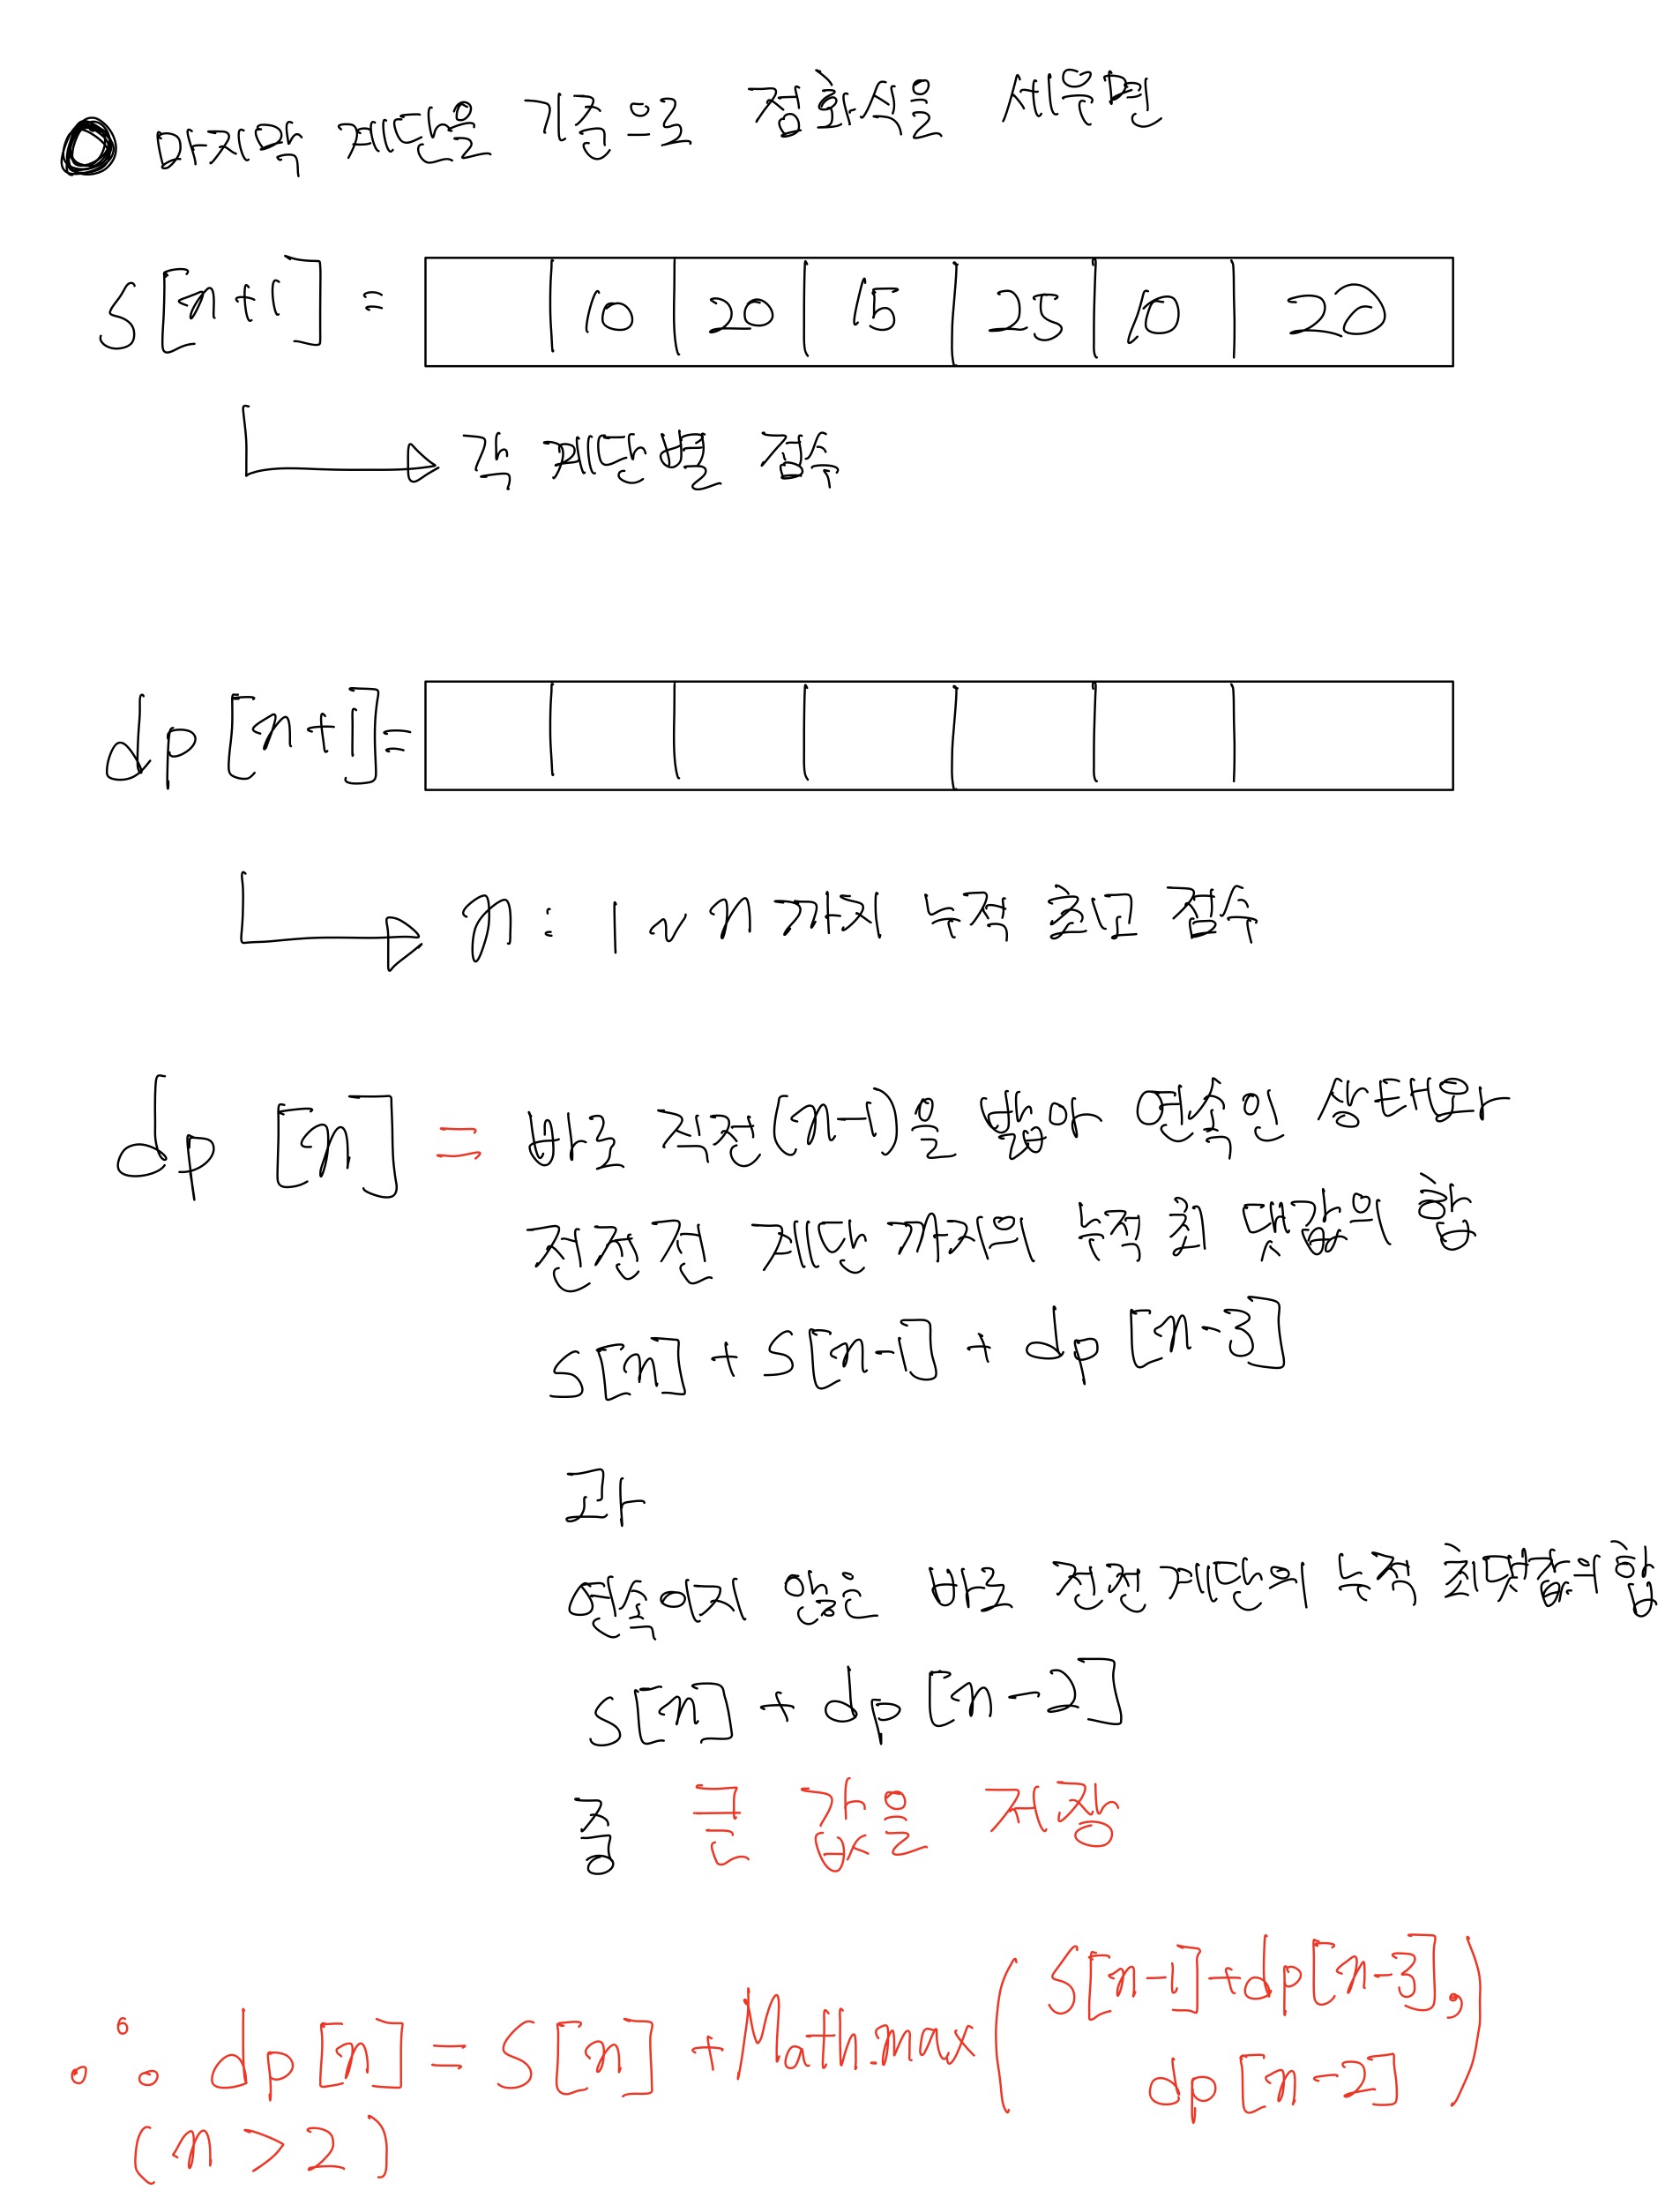 마지막 계단을 기준으로 점화식을 세우면
S[n+1] = 10 20 15 25 10 20
각 계단별 점수
dp[n+1]=
n : 1 ~ n 까지 누적 최고 점수
dp [n] = 바로 직전(n-1)을 밟아 연속인 상태와
전전전 계단 까지의 누적 최댓값의 합
S[n] + S[n-1] + dp [n-3]
과
연속이지 않은 바로 전전계단의 누적 최댓값의 합
S[n] + dp[n-2]
중 큰 값을 저장
∴ dp[n] = S[n] + Math.max( S[n-1]+dp[n-3],
dp[n-2] )
(n > 2)